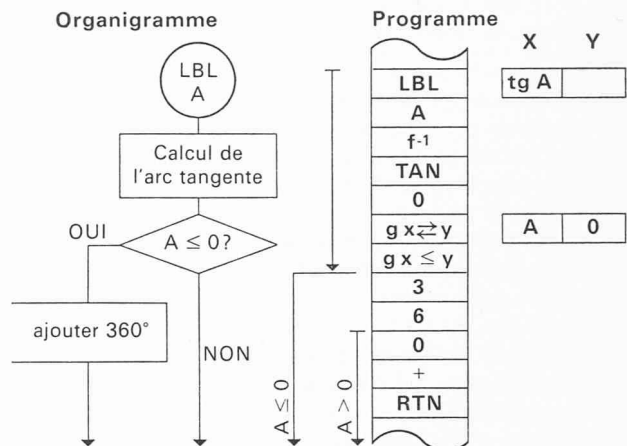 Organigramme
Programme
X Y
LBL
A
Calcul de
l'arc tangente
OUI
A ≤ 0?
ajouter 360°
NON
A ≤ 0
A > 0
LBL
A
f-1
TAN
0
g x⇄y
g x ≤ y
3
6
0
+
RTN
tg A
A 0